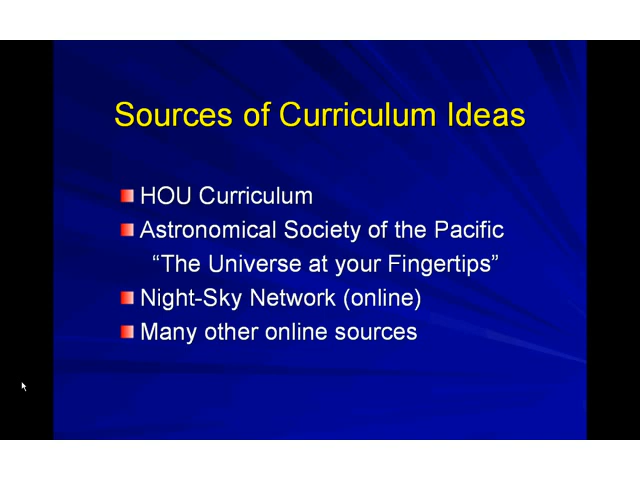 Sources of Curriculum Ideas
HOU Curriculum
Astronomical Society of the Pacific
“The Universe at your Fingertips”
Night-Sky Network (online)
Many other online sources